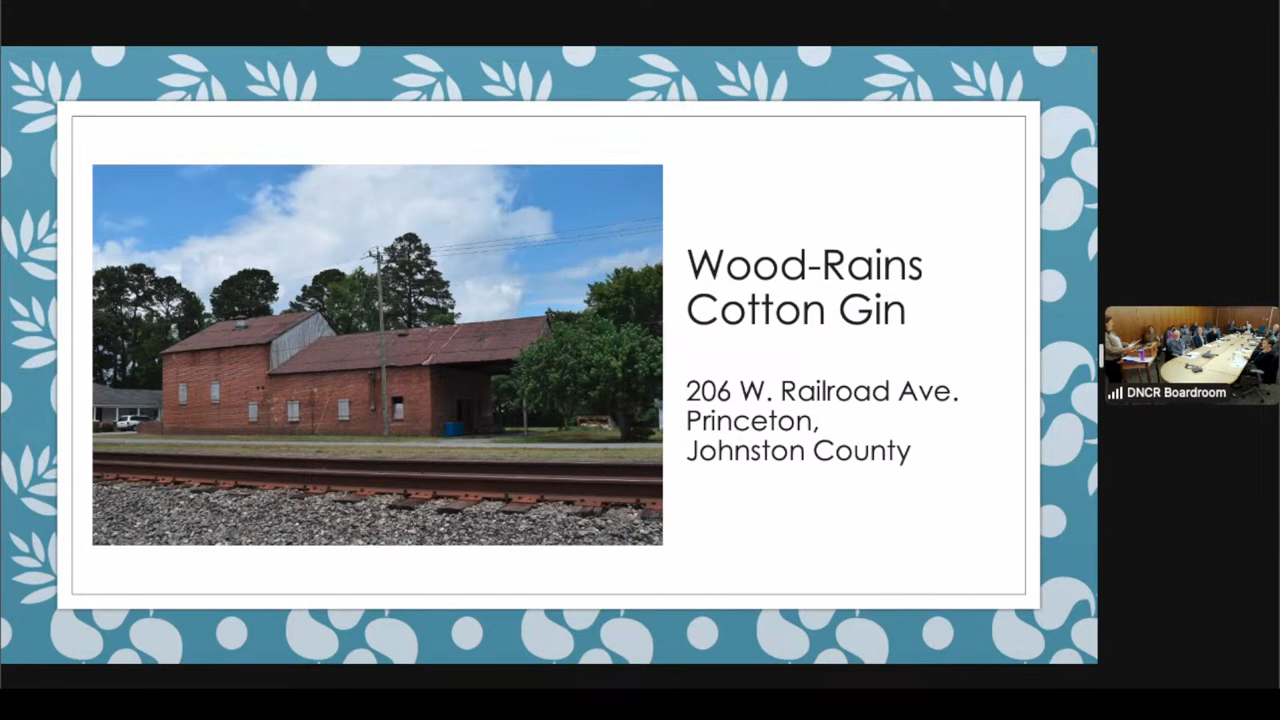 Wood-Rains
Cotton Gin
206 W. Railroad Ave.
Princeton,
Johnston County
DNCR Boardroom